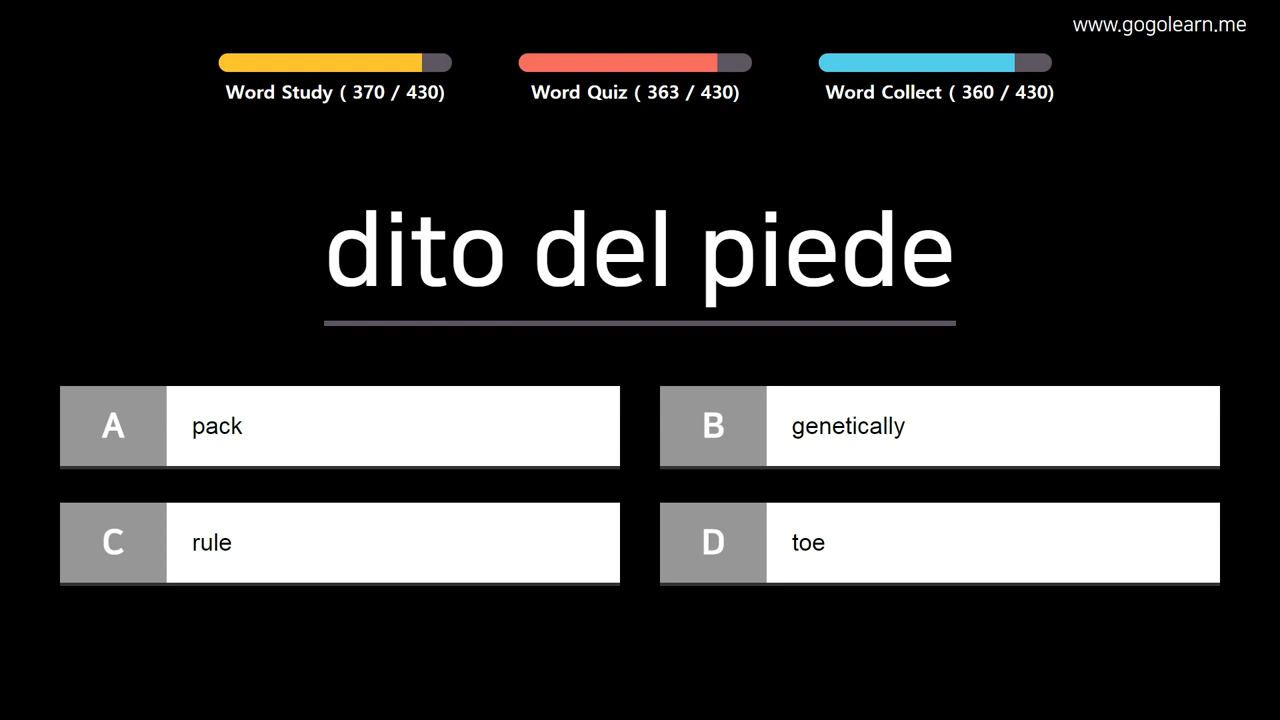 www.gogolearn.me
Word Study ( 370 / 430)
Word Quiz ( 363 / 430)
Word Collect ( 360 / 430)
dito del piede
A pack
B genetically
C rule
D toe